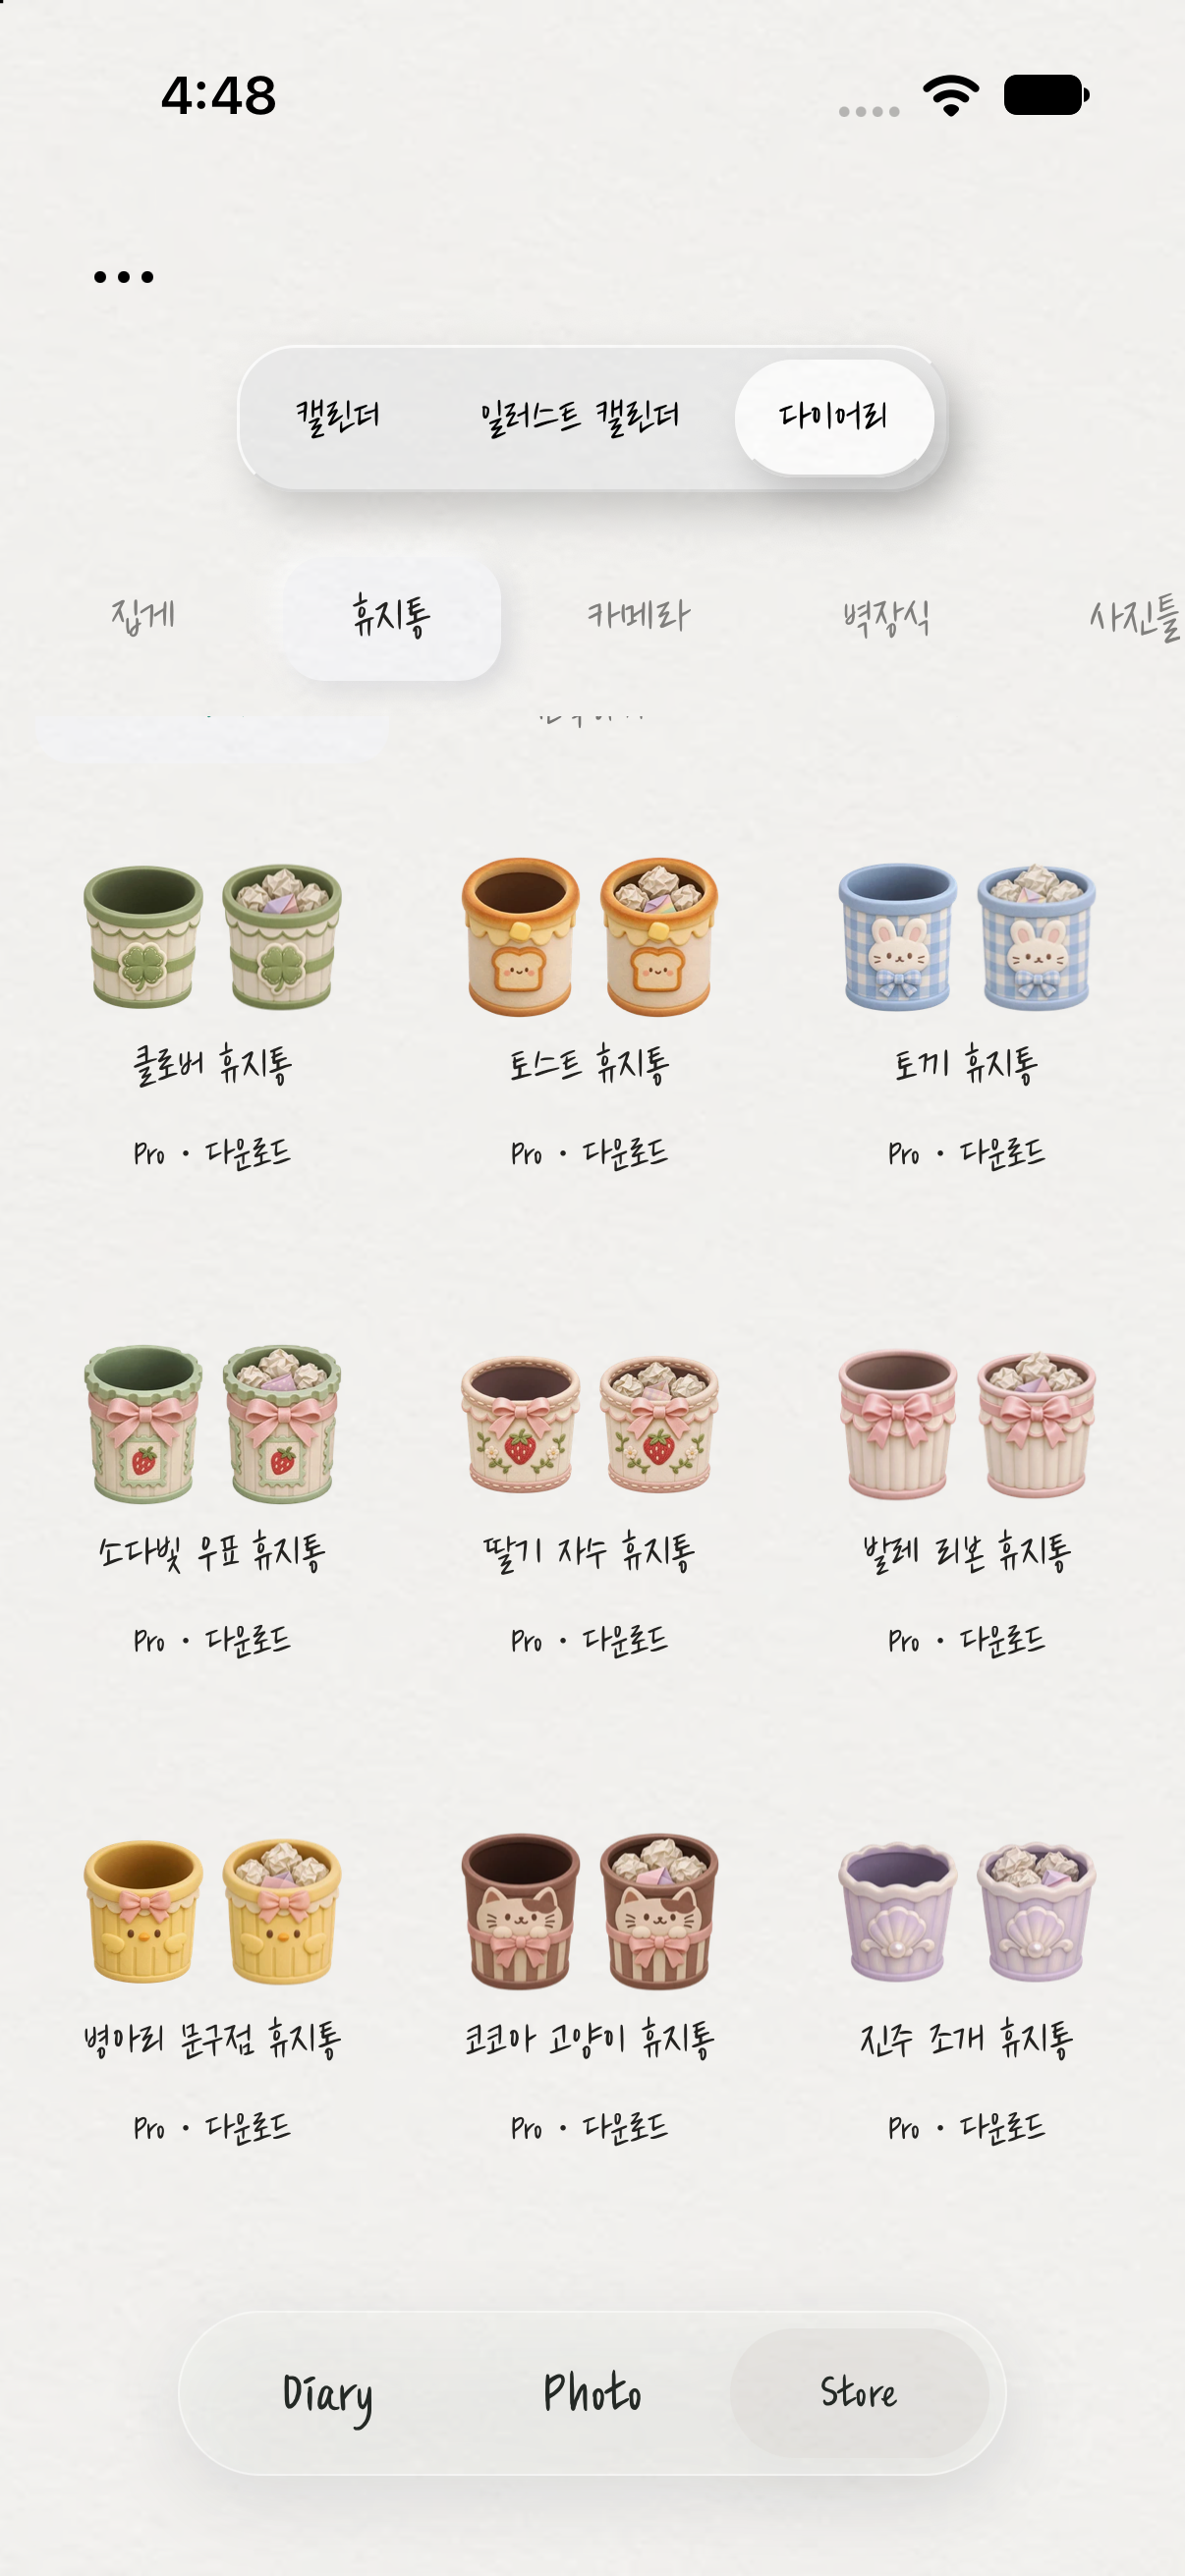 4:48
캘린더 일러스트 캘린더 다이어리
집게 휴지통 카메라 벽장식 사진틀
클로버 휴지통 토스트 휴지통 토끼 휴지통
Pro • 다운로드 Pro • 다운로드 Pro • 다운로드
소다빛 우표 휴지통 딸기 자수 휴지통 발레 리본 휴지통
Pro • 다운로드 Pro • 다운로드 Pro • 다운로드
병아리 문구점 휴지통 코코아 고양이 휴지통 진주 조개 휴지통
Pro • 다운로드 Pro • 다운로드 Pro • 다운로드
Diary Photo Store